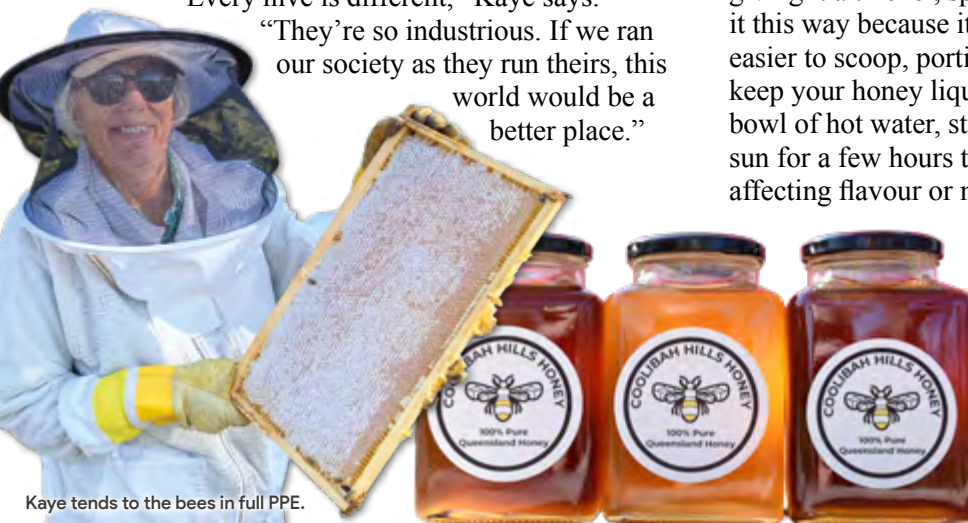 Every hive is different," Kaye says.
“They’re so industrious. If we ran
our society as they run theirs, this
world would be a
better place.”
it this way because it
easier to scoop, porti
keep your honey liqu
bowl of hot water, st
sun for a few hours t
affecting flavour or
COOLIBAH HILLS HONEY
100% Pure
Queensland Honey
COOLIBAH HILLS HONEY
100% Pure
Queensland Honey
COOLIBAH HILLS HONEY
100% Pure
Queensland Honey
Kaye tends to the bees in full PPE.